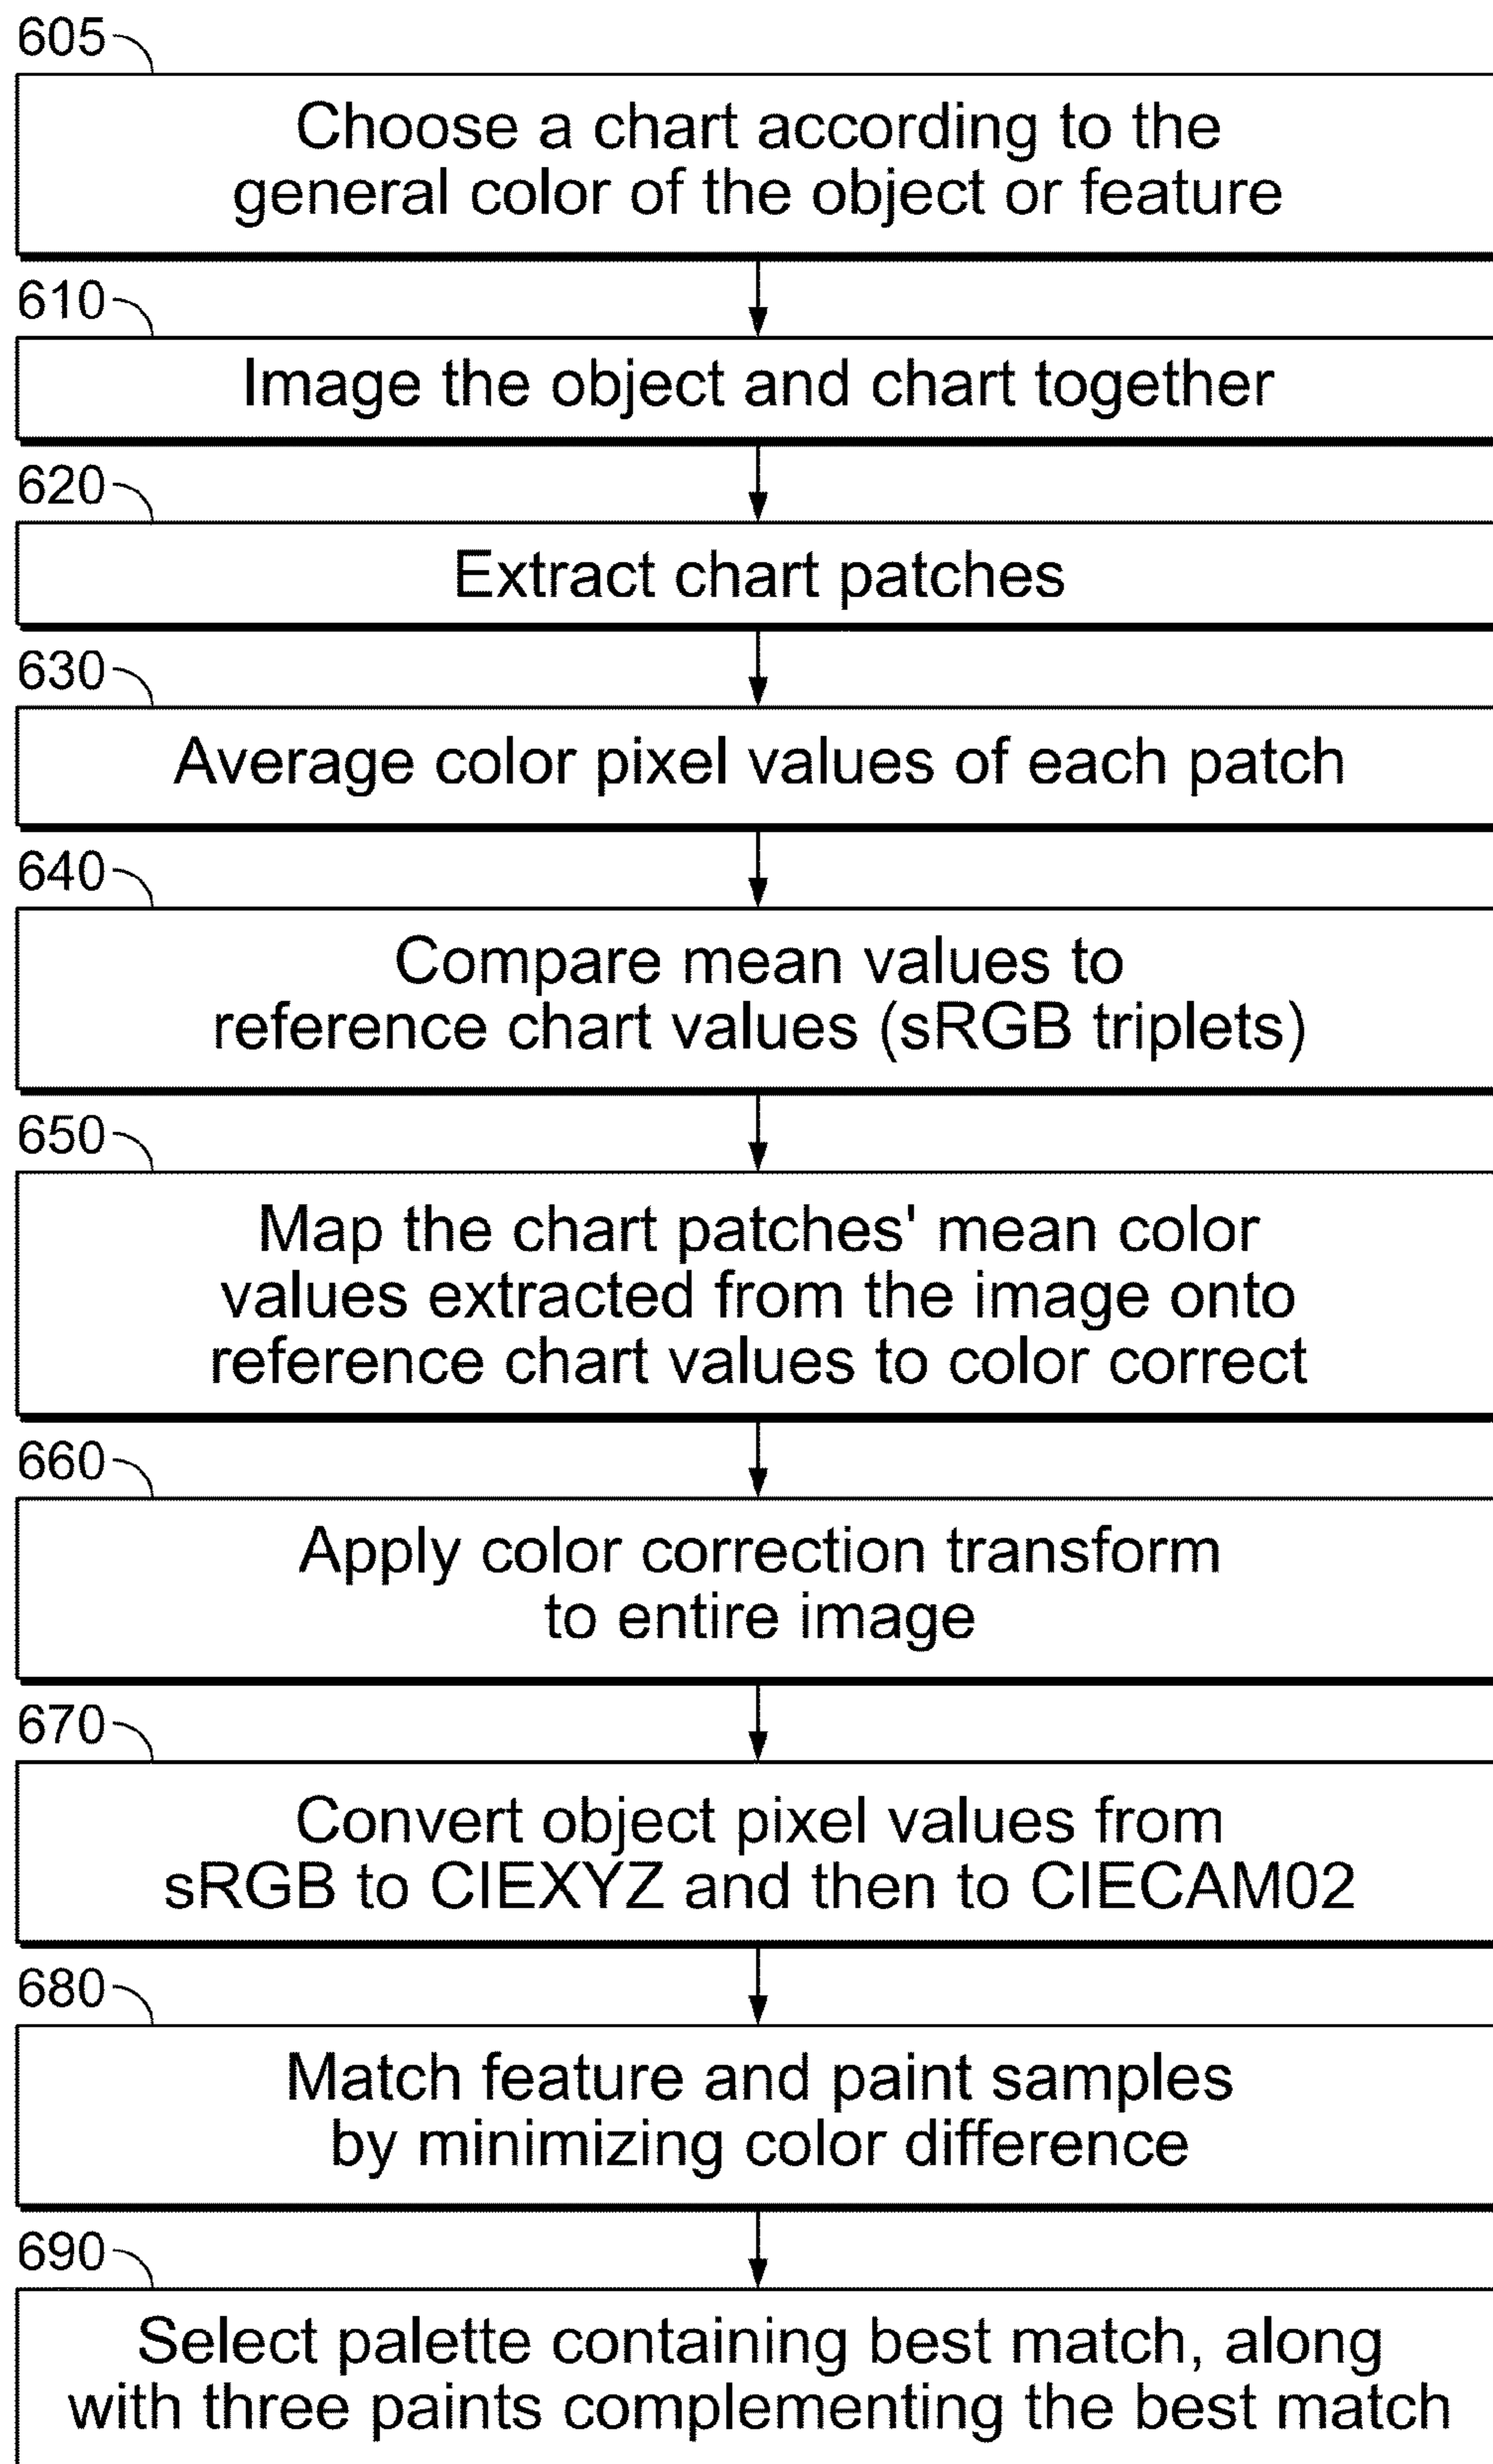 605
Choose a chart according to the
general color of the object or feature
610
Image the object and chart together
620
Extract chart patches
630
Average color pixel values of each patch
640
Compare mean values to
reference chart values (sRGB triplets)
650
Map the chart patches' mean color
values extracted from the image onto
reference chart values to color correct
660
Apply color correction transform
to entire image
670
Convert object pixel values from
sRGB to CIEXYZ and then to CIECAM02
680
Match feature and paint samples
by minimizing color difference
690
Select palette containing best match, along
with three paints complementing the best match